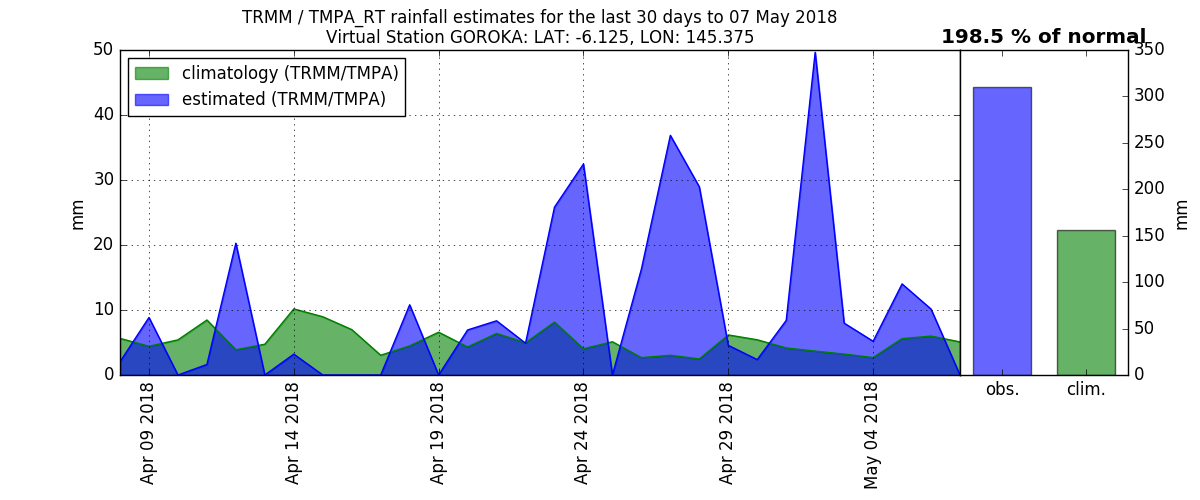 TRMM / TMPA_RT rainfall estimates for the last 30 days to 07 May 2018
Virtual Station GOROKA: LAT: -6.125, LON: 145.375
198.5 % of normal
climatology (TRMM/TMPA)
estimated (TRMM/TMPA)
50
40
30
20
10
0
mm
Apr 09 2018
Apr 14 2018
Apr 19 2018
Apr 24 2018
Apr 29 2018
May 04 2018
350
300
250
200
150
100
50
0
mm
obs.
clim.